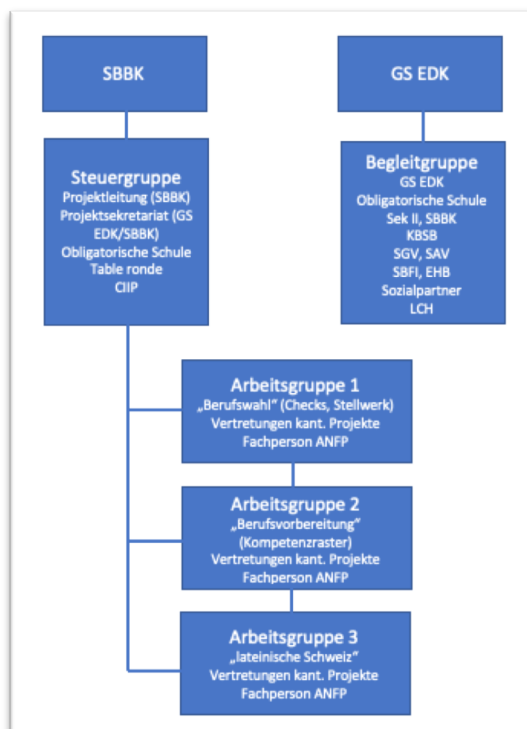 SBBK
GS EDK
Steuergruppe
Projektleitung (SBBK)
Projektsekretariat (GS
EDK/SBBK)
Obligatorische Schule
Table ronde
CIIP
Begleitgruppe
GS EDK
Obligatorische Schule
Sek II, SBBK
KBSB
SGV, SAV
SBFI, EHB
Sozialpartner
LCH
Arbeitsgruppe 1
„Berufswahl“ (Checks, Stellwerk)
Vertretungen kant. Projekte
Fachperson ANFP
Arbeitsgruppe 2
„Berufsvorbereitung“
(Kompetenzraster)
Vertretungen kant. Projekte
Fachperson ANFP
Arbeitsgruppe 3
„lateinische Schweiz“
Vertretungen kant. Projekte
Fachperson ANFP